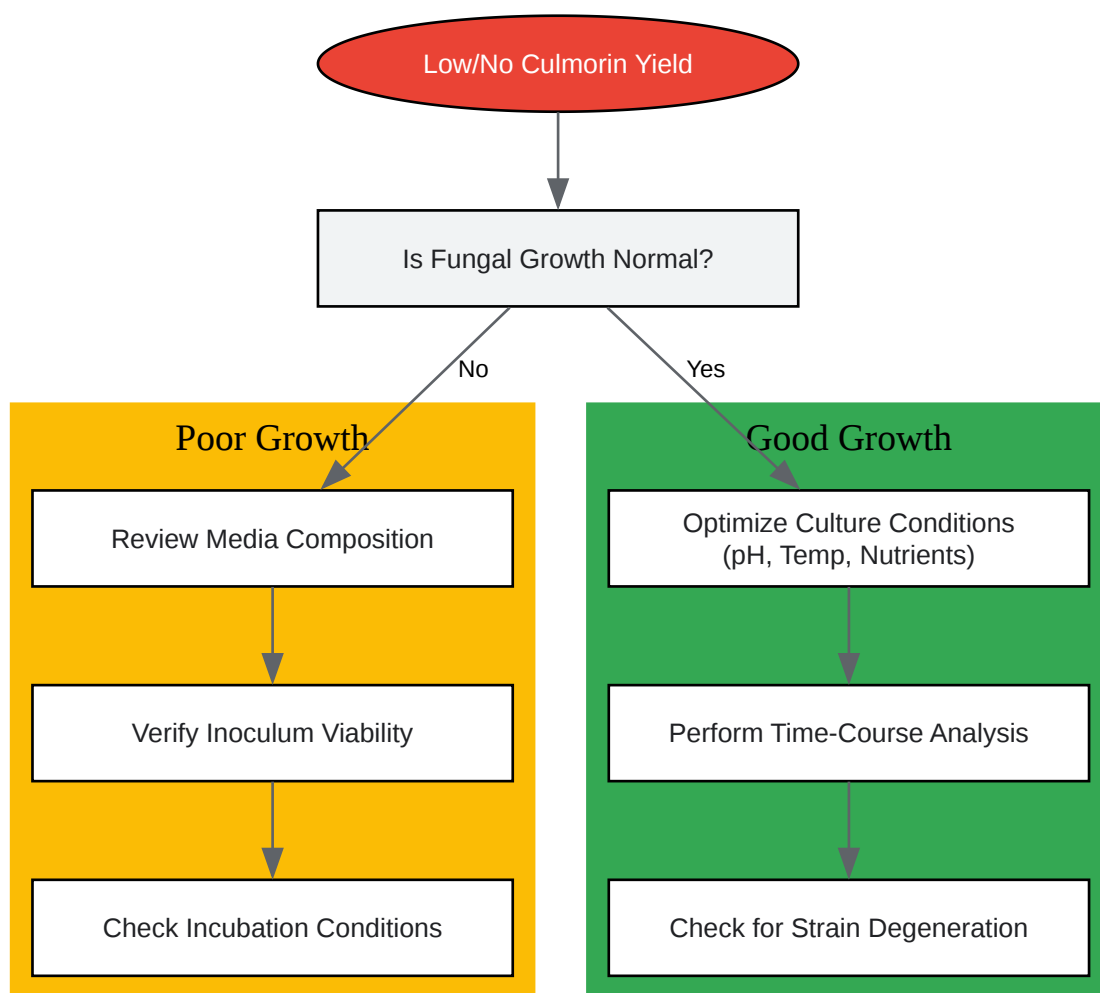 Low/No Culmorin Yield
Is Fungal Growth Normal?
No
Yes
Poor Growth
Review Media Composition
Verify Inoculum Viability
Check Incubation Conditions
Good Growth
Optimize Culture Conditions
(pH, Temp, Nutrients)
Perform Time-Course Analysis
Check for Strain Degeneration